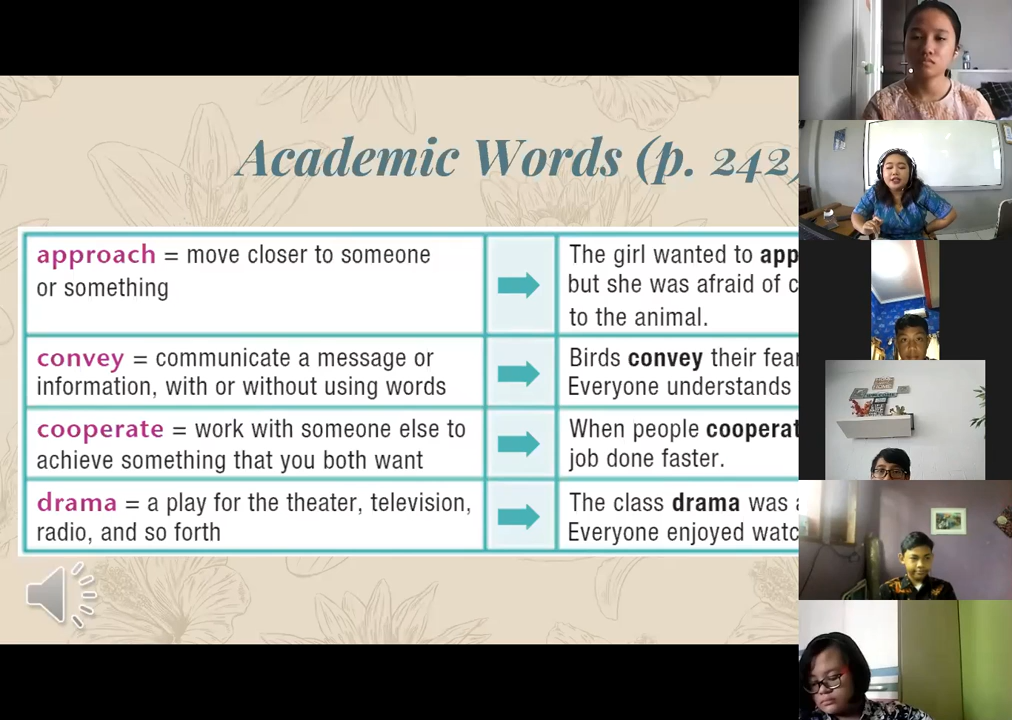 Academic Words (p. 242)
approach = move closer to someone
or something
The girl wanted to app
but she was afraid of c
to the animal.
convey = communicate a message or
information, with or without using words
Birds convey their fear
Everyone understands
cooperate = work with someone else to
achieve something that you both want
When people cooperat
job done faster.
drama = a play for the theater, television,
radio, and so forth
The class drama was a
Everyone enjoyed watc